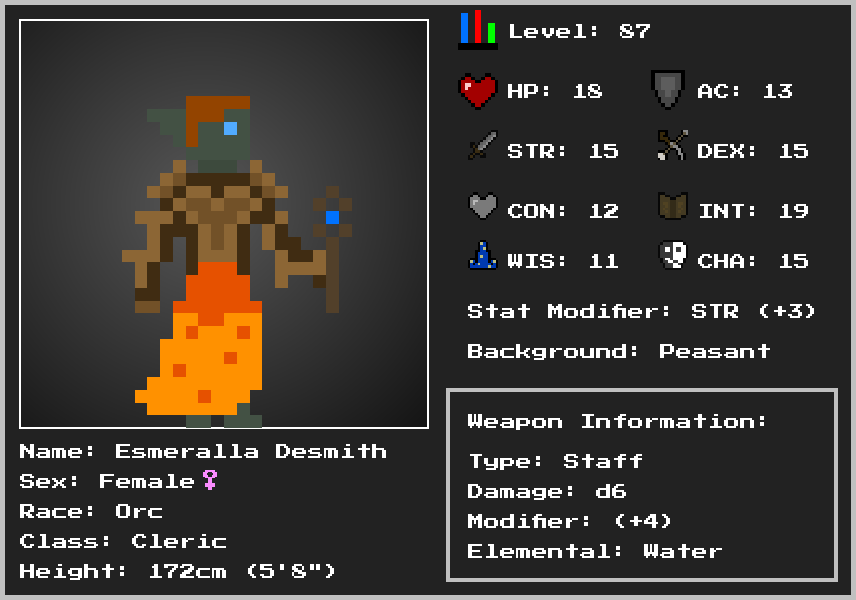 Level: 87
HP: 18 AC: 13
STR: 15 DEX: 15
CON: 12 INT: 19
WIS: 11 CHA: 15
Stat Modifier: STR (+3)
Background: Peasant
Weapon Information:
Type: Staff
Damage: d6
Modifier: (+4)
Elemental: Water
Name: Esmeralla Desmith
Sex: Female♀
Race: Orc
Class: Cleric
Height: 172cm (5'8")